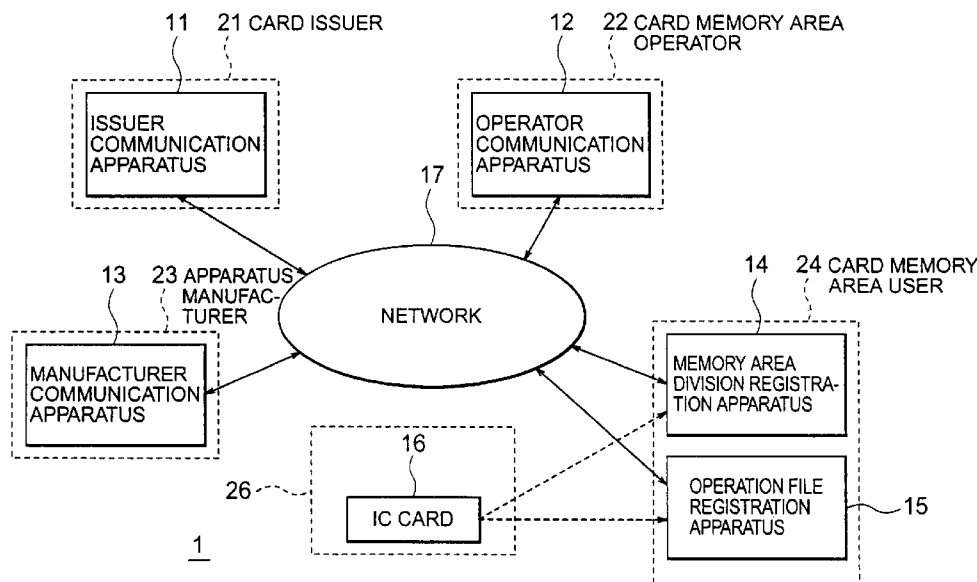 11
21 CARD ISSUER
ISSUER
COMMUNICATION
APPARATUS
12
22 CARD MEMORY AREA
OPERATOR
OPERATOR
COMMUNICATION
APPARATUS
17
NETWORK
13
23 APPARATUS
MANUFAC-
TURER
MANUFACTURER
COMMUNICATION
APPARATUS
14
24 CARD MEMORY
AREA USER
MEMORY AREA
DIVISION REGISTRA-
TION APPARATUS
16
26
IC CARD
OPERATION FILE
REGISTRATION
APPARATUS
15
1